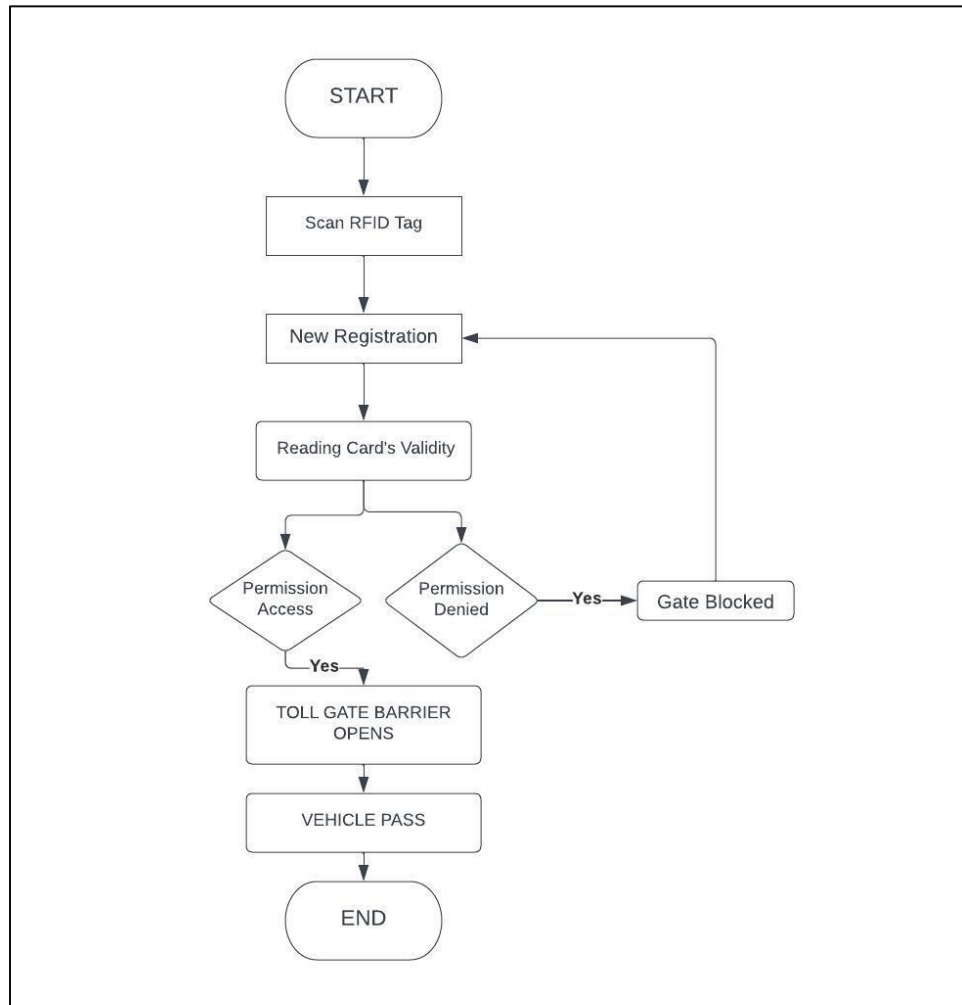 START
Scan RFID Tag
New Registration
Reading Card's Validity
Permission
Access
Permission
Denied
Yes
Gate Blocked
Yes
TOLL GATE BARRIER
OPENS
VEHICLE PASS
END